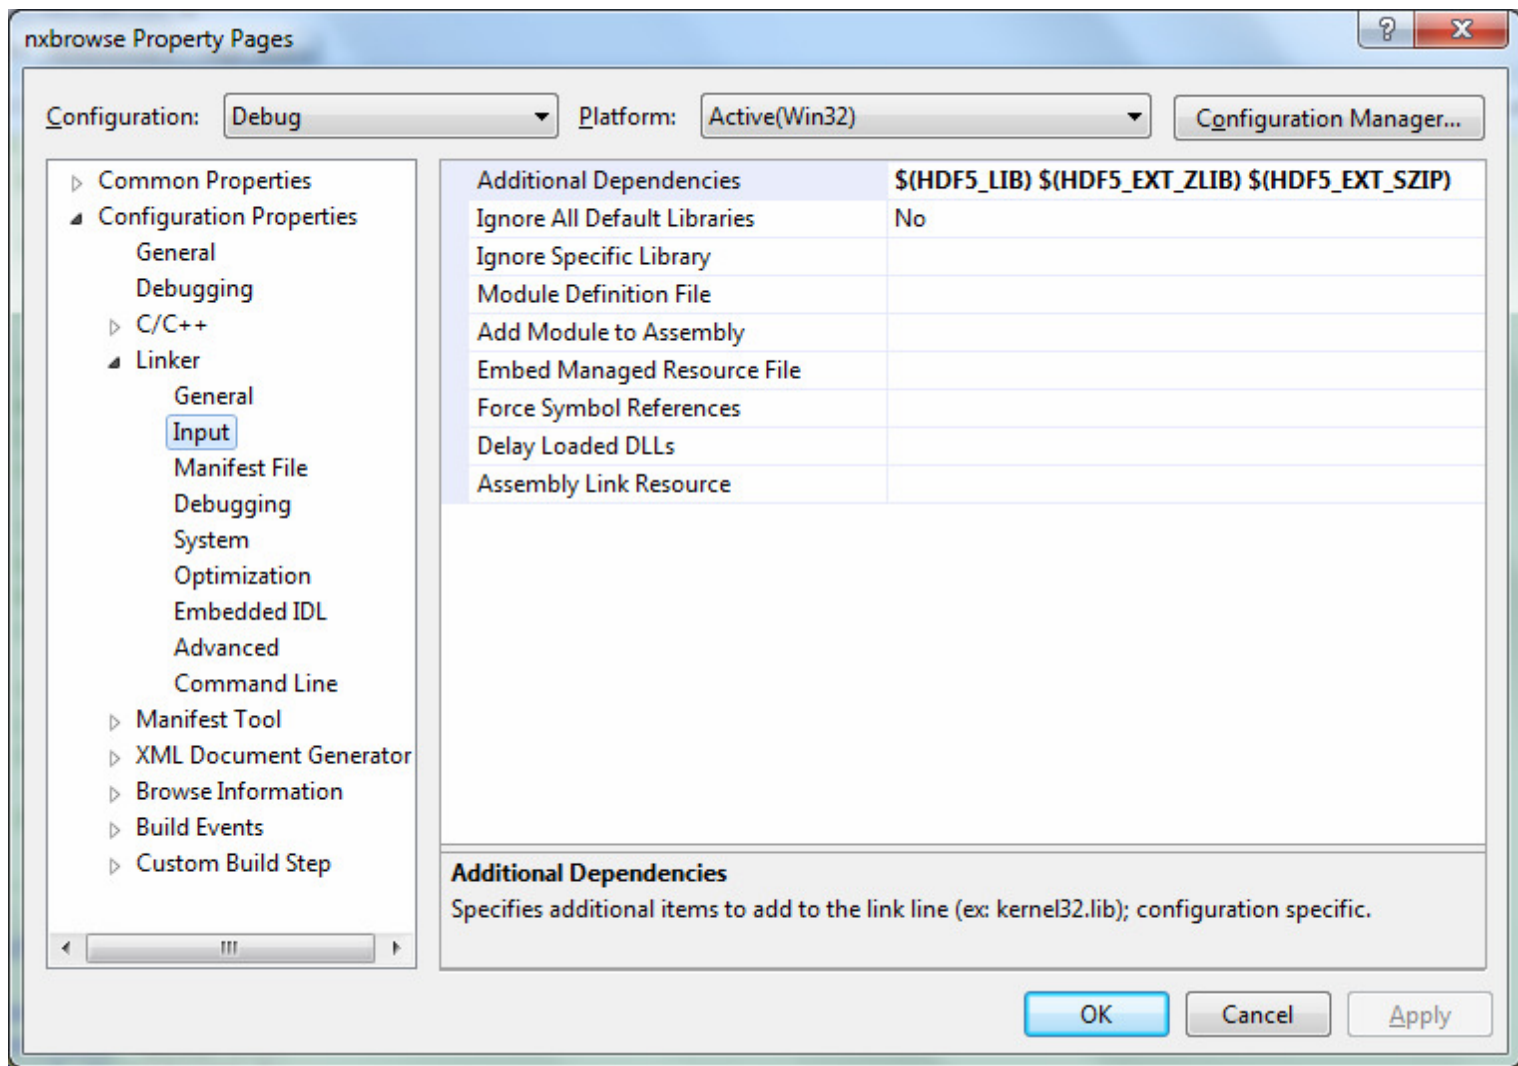 nxbrowse Property Pages
Configuration: Debug Platform: Active(Win32) Configuration Manager...
Common Properties
Configuration Properties
General
Debugging
C/C++
Linker
General
Input
Manifest File
Debugging
System
Optimization
Embedded IDL
Advanced
Command Line
Manifest Tool
XML Document Generator
Browse Information
Build Events
Custom Build Step
Additional Dependencies $(HDF5_LIB) $(HDF5_EXT_ZLIB) $(HDF5_EXT_SZIP)
Ignore All Default Libraries No
Ignore Specific Library
Module Definition File
Add Module to Assembly
Embed Managed Resource File
Force Symbol References
Delay Loaded DLLs
Assembly Link Resource
Additional Dependencies
Specifies additional items to add to the link line (ex: kernel32.lib); configuration specific.
OK Cancel Apply